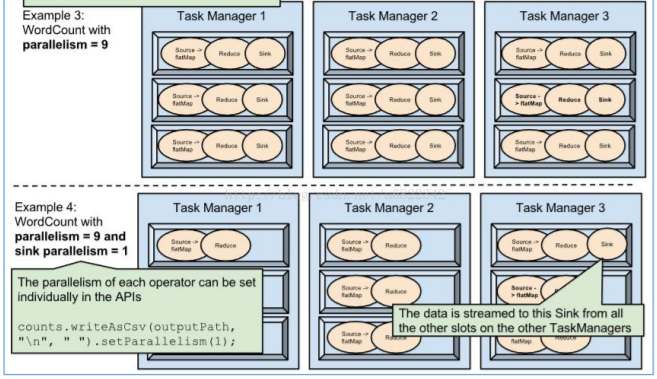 Example 3:
WordCount with
parallelism = 9
Task Manager 1
Task Manager 2
Task Manager 3
Source ->
flatMap
Reduce
Sink
Source ->
flatMap
Reduce
Sink
Source ->
flatMap
Reduce
Sink
Source ->
flatMap
Reduce
Sink
Source ->
flatMap
Reduce
Sink
Source -
> flatMap
Reduce
Sink
Source ->
flatMap
Reduce
Sink
Source ->
flatMap
Reduce
Sink
Source ->
flatMap
Reduce
Sink
Example 4:
WordCount with
parallelism = 9 and
sink parallelism = 1
Task Manager 1
Task Manager 2
Task Manager 3
Source ->
flatMap
Reduce
Source ->
flatMap
Reduce
Source ->
flatMap
Reduce
Sink
The parallelism of each operator can be set
individually in the APIs
counts.writeAsCsv(outputPath,
"\n", " ").setParallelism(1);
Source ->
flatMap
Reduce
Source -
> flatMap
Source ->
flatMap
flatMap
The data is streamed to this Sink from all
the other slots on the other TaskManagers